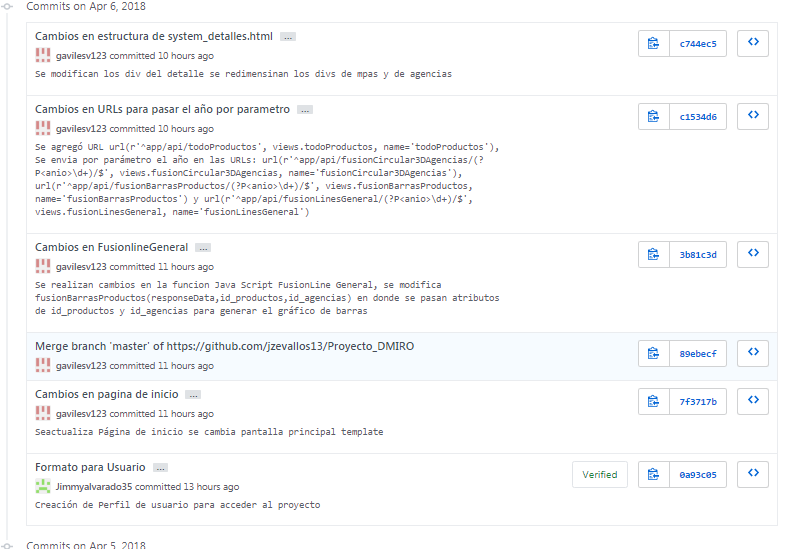 Commits on Apr 6, 2018
Cambios en estructura de system_detalles.html ...
gavilesv123 committed 10 hours ago
c744ec5
Se modifican los div del detalle se redimensinan los divs de mpas y de agencias
Cambios en URLs para pasar el año por parametro ...
gavilesv123 committed 10 hours ago
c1534d6
Se agregó URL url(r'^app/api/todoProductos', views.todoProductos, name='todoProductos'),
Se envia por parámetro el año en las URLs: url(r'^app/api/fusionCircular3DAgencias/(?
P<anio>\d+)/$', views.fusionCircular3DAgencias, name='fusionCircular3DAgencias'),
url(r'^app/api/fusionBarrasProductos/(?P<anio>\d+)/$', views.fusionBarrasProductos,
name='fusionBarrasProductos') y url(r'^app/api/fusionLinesGeneral/(?P<anio>\d+)/$',
views.fusionLinesGeneral, name='fusionLinesGeneral')
Cambios en FusionlineGeneral ...
gavilesv123 committed 11 hours ago
3b81c3d
Se realizan cambios en la funcion Java Script FusionLine General, se modifica
fusionBarrasProductos(responseData,id_productos,id_agencias) en donde se pasan atributos
de id_productos y id_agencias para generar el gráfico de barras
Merge branch 'master' of https://github.com/jzevallos13/Proyecto_DMIRO
gavilesv123 committed 11 hours ago
89ebecf
Cambios en pagina de inicio ...
gavilesv123 committed 11 hours ago
7f3717b
Seactualiza Página de inicio se cambia pantalla principal template
Formato para Usuario ...
Jimmyalvarado35 committed 13 hours ago
Verified
0a93c05
Creación de Perfil de usuario para acceder al proyecto
Commits on Apr 5, 2018